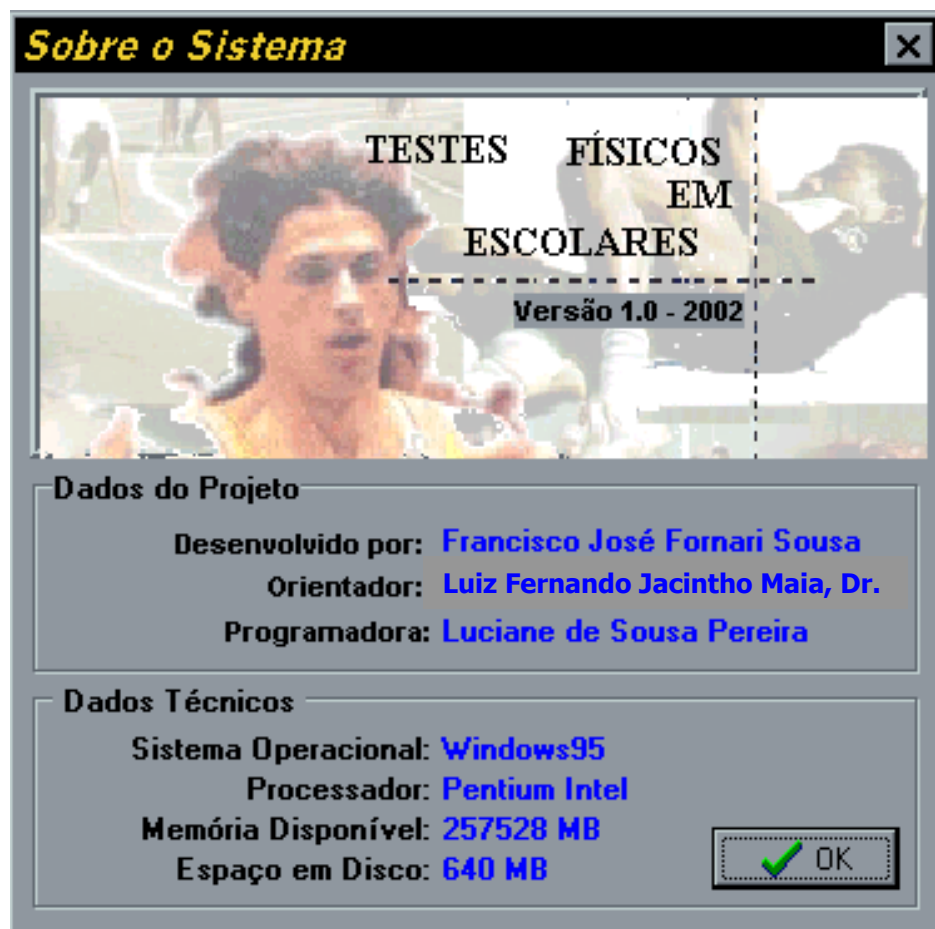 Sobre o Sistema
TESTES FÍSICOS
EM
ESCOLARES
Versão 1.0 - 2002
Dados do Projeto
Desenvolvido por: Francisco José Fornari Sousa
Orientador: Luiz Fernando Jacintho Maia, Dr.
Programadora: Luciane de Sousa Pereira
Dados Técnicos
Sistema Operacional: Windows95
Processador: Pentium Intel
Memória Disponível: 257528 MB
Espaço em Disco: 640 MB
OK